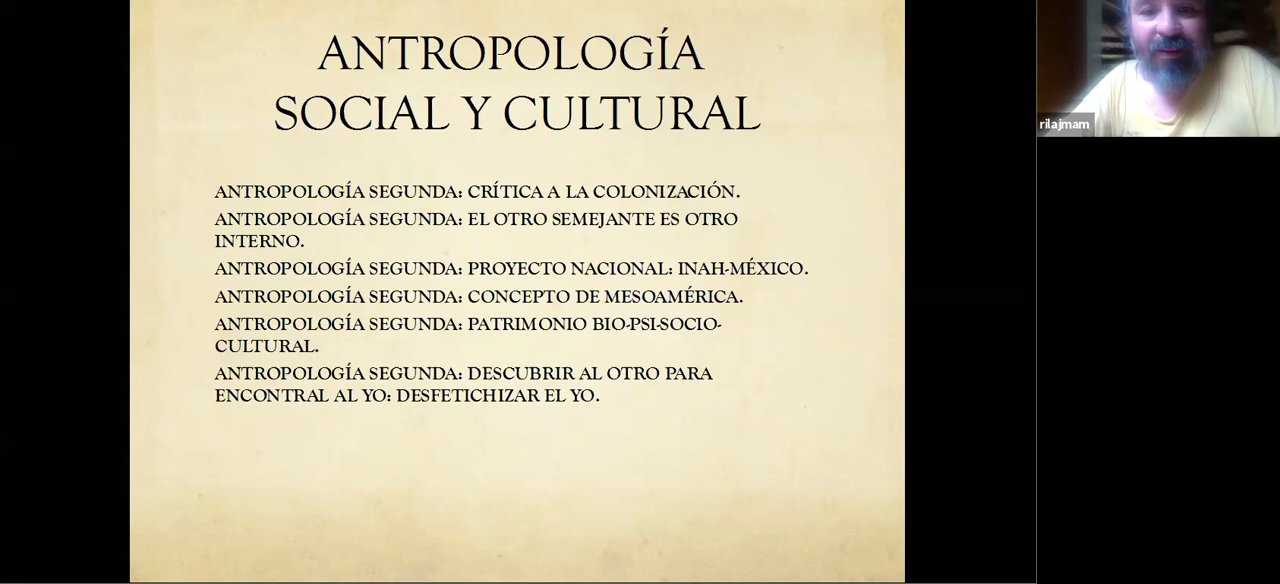 ANTROPOLOGÍA
SOCIAL Y CULTURAL
ANTROPOLOGÍA SEGUNDA: CRÍTICA A LA COLONIZACIÓN.
ANTROPOLOGÍA SEGUNDA: EL OTRO SEMEJANTE ES OTRO
INTERNO.
ANTROPOLOGÍA SEGUNDA: PROYECTO NACIONAL: INAH-MÉXICO.
ANTROPOLOGÍA SEGUNDA: CONCEPTO DE MESOAMÉRICA.
ANTROPOLOGÍA SEGUNDA: PATRIMONIO BIO-PSI-SOCIO-
CULTURAL.
ANTROPOLOGÍA SEGUNDA: DESCUBRIR AL OTRO PARA
ENCONTRAL AL YO: DESFETICHIZAR EL YO.
rilajmam